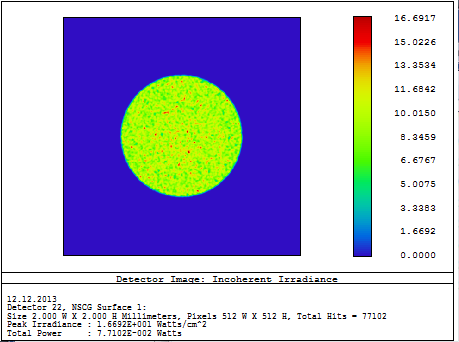 16.6917
15.0226
13.3534
11.6842
10.0150
8.3459
6.6767
5.0075
3.3383
1.6692
0.0000
Detector Image: Incoherent Irradiance
12.12.2013
Detector 22, NSCG Surface 1:
Size 2.000 W X 2.000 H Millimeters, Pixels 512 W X 512 H, Total Hits = 77102
Peak Irradiance : 1.6692E+001 Watts/cm^2
Total Power : 7.7102E-002 Watts